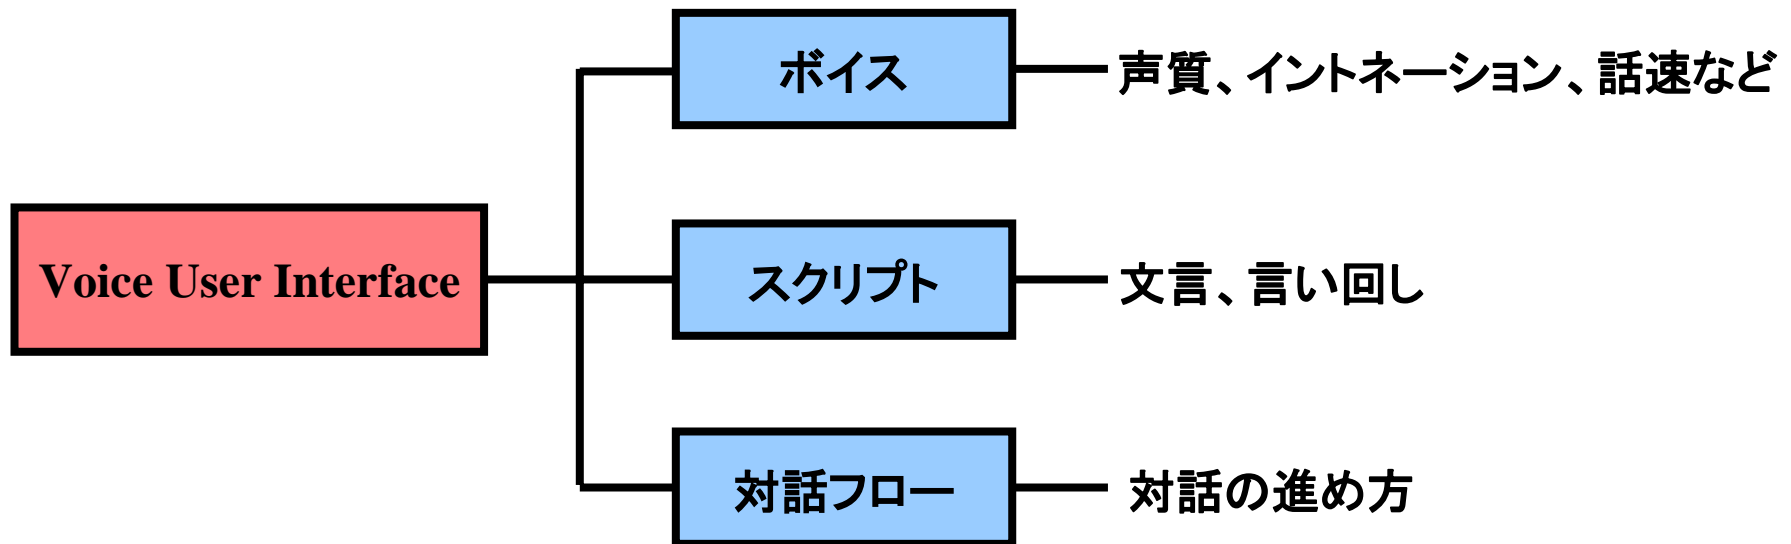 ボイス
声質、イントネーション、話速など
Voice User Interface
スクリプト
文言、言い回し
対話フロー
対話の進め方